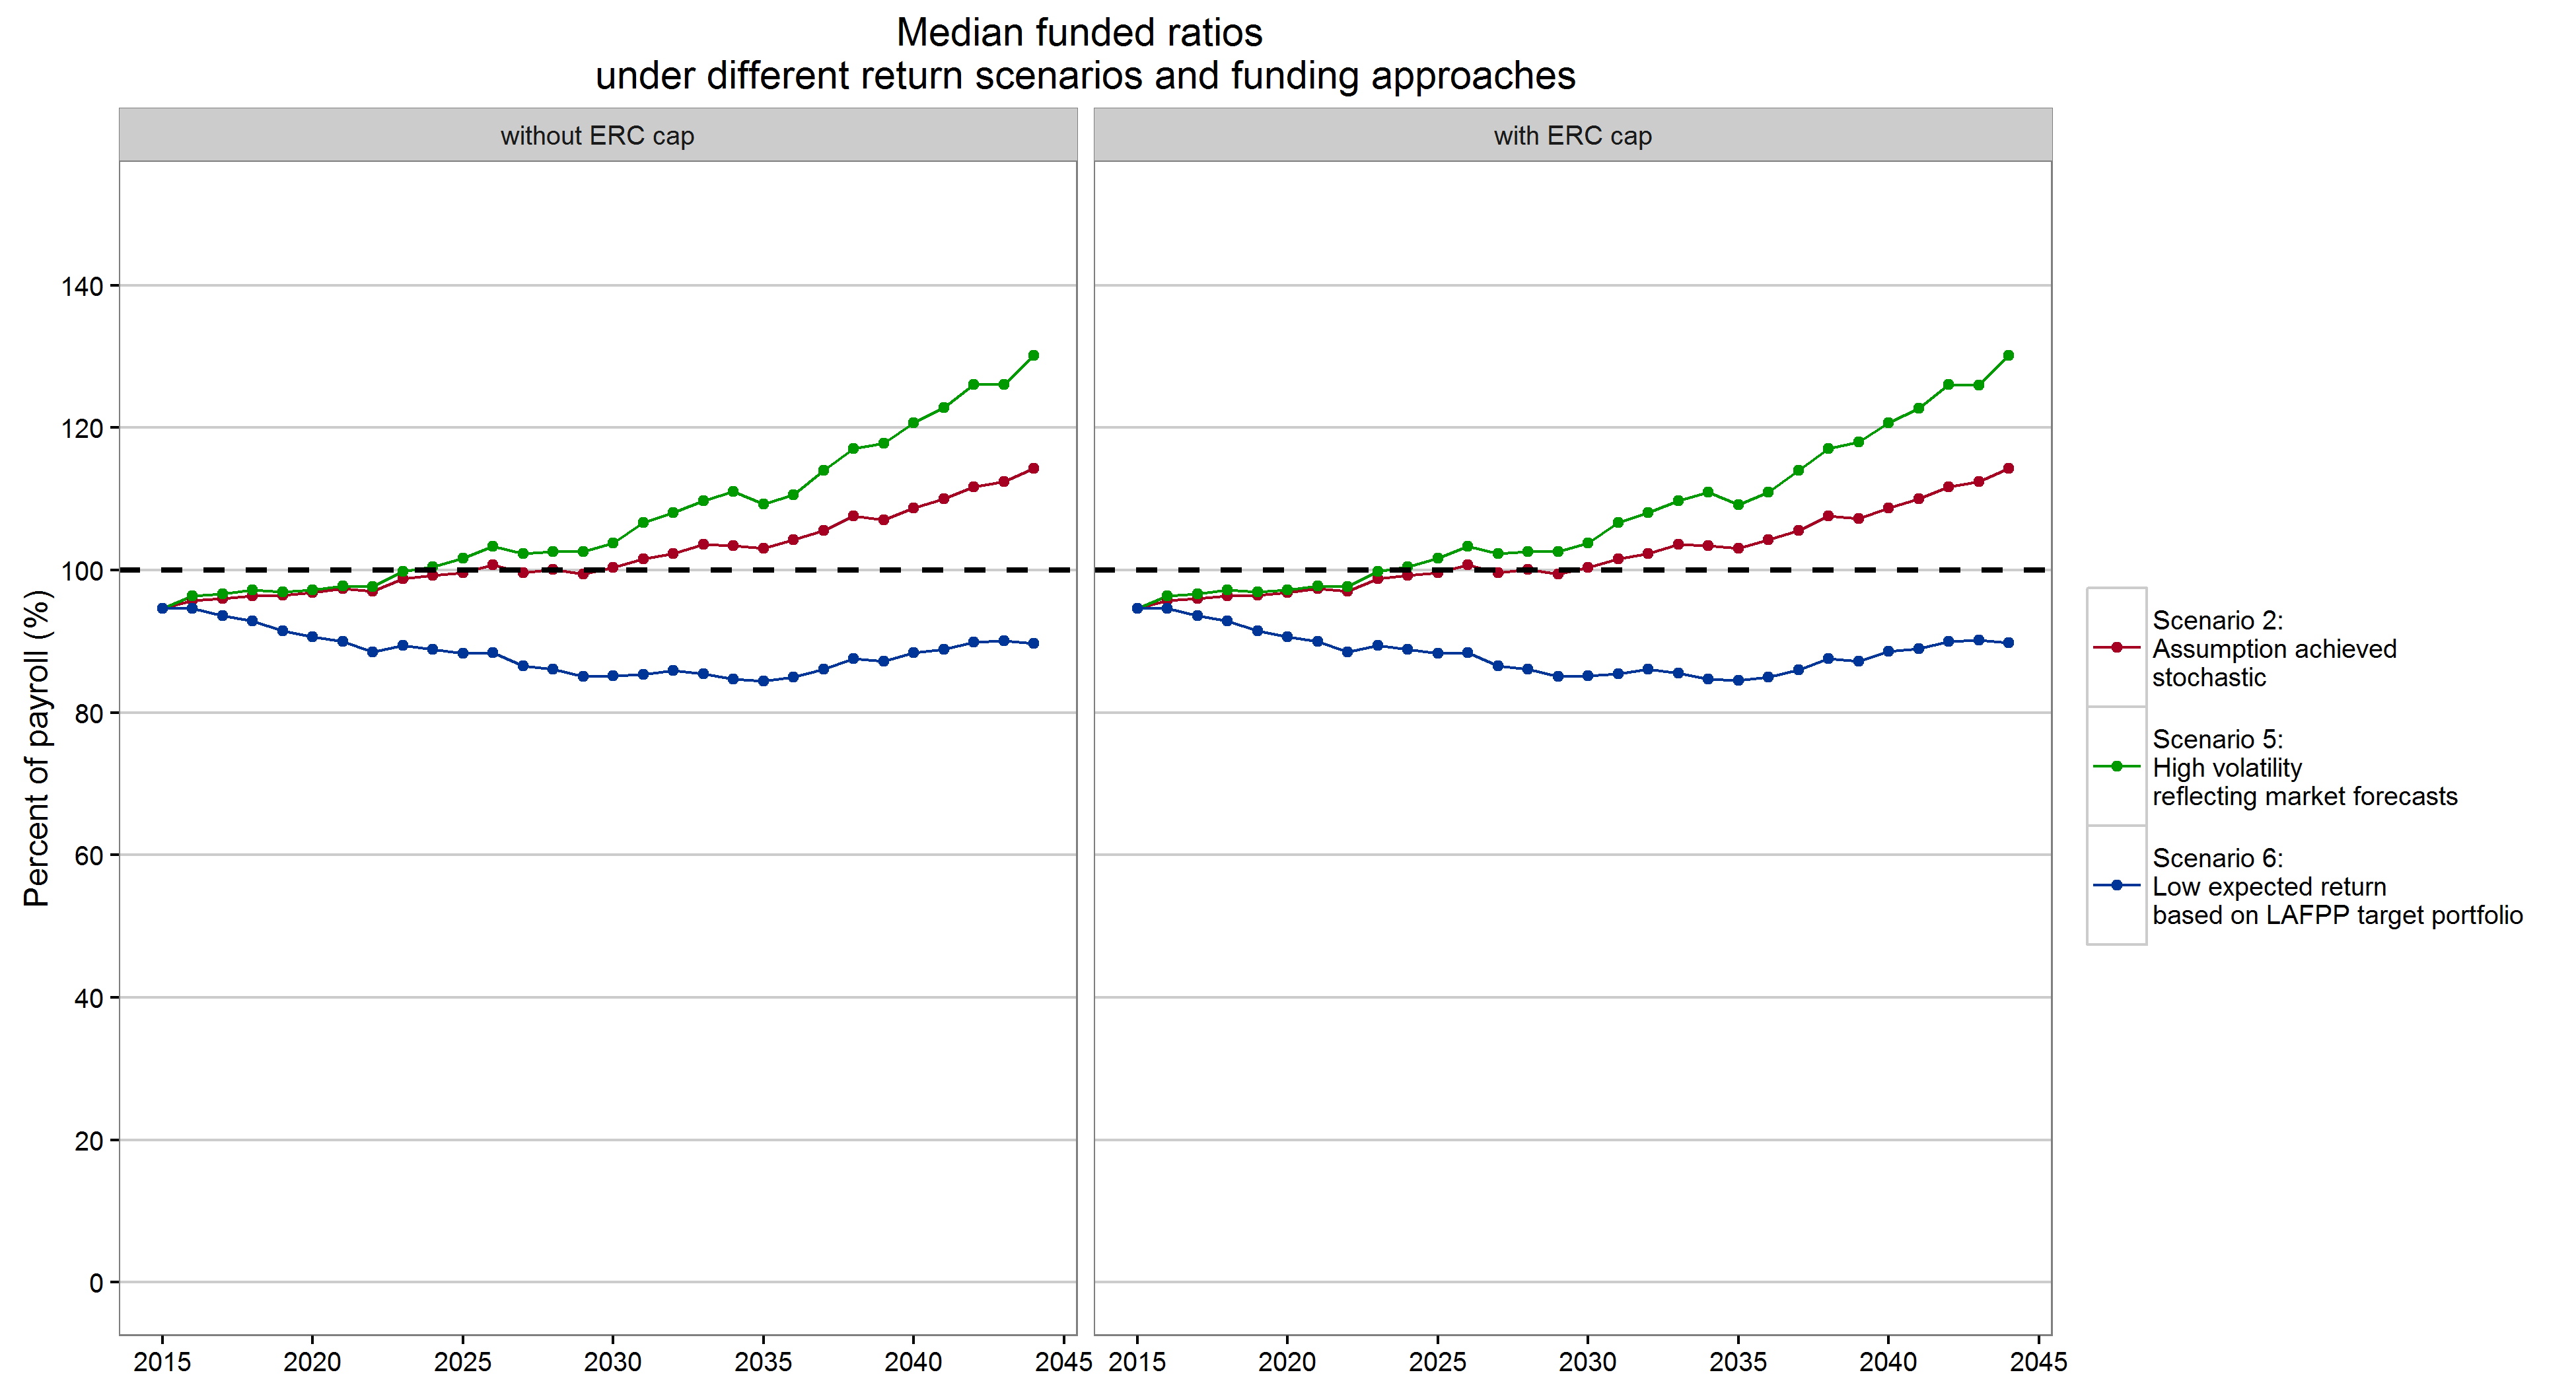 Median funded ratios
under different return scenarios and funding approaches
without ERC cap
with ERC cap
Percent of payroll (%)
140
120
100
80
60
40
20
0
2015 2020 2025 2030 2035 2040 2045
2015 2020 2025 2030 2035 2040 2045
Scenario 2:
Assumption achieved
stochastic
Scenario 5:
High volatility
reflecting market forecasts
Scenario 6:
Low expected return
based on LAFPP target portfolio